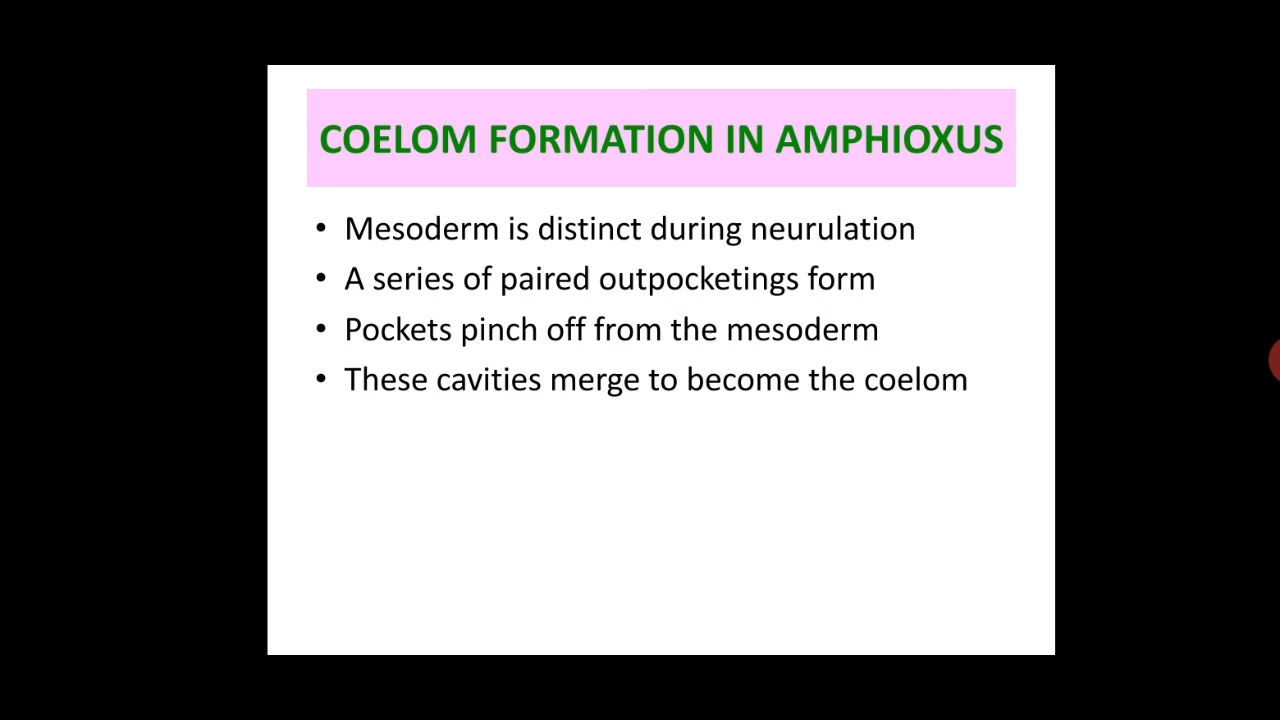 COELOM FORMATION IN AMPHIOXUS
• Mesoderm is distinct during neurulation
• A series of paired outpocketings form
• Pockets pinch off from the mesoderm
• These cavities merge to become the coelom